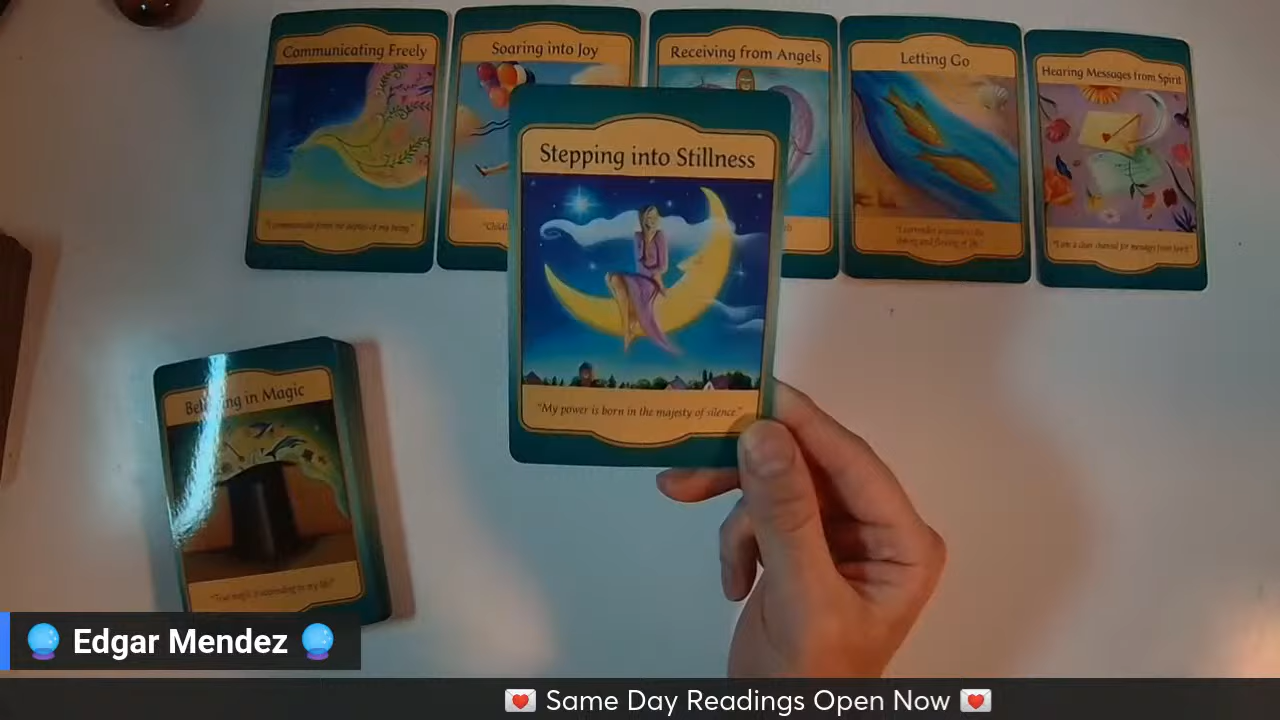 Communicating Freely
Soaring into Joy
Receiving from Angels
Letting Go
Hearing Messages from Spirit
Stepping into Stillness
"My power is born in the majesty of silence."
"I am a clear channel for messages from Spirit."
in Magic
🔮 Edgar Mendez 🔮
💌 Same Day Readings Open Now 💌